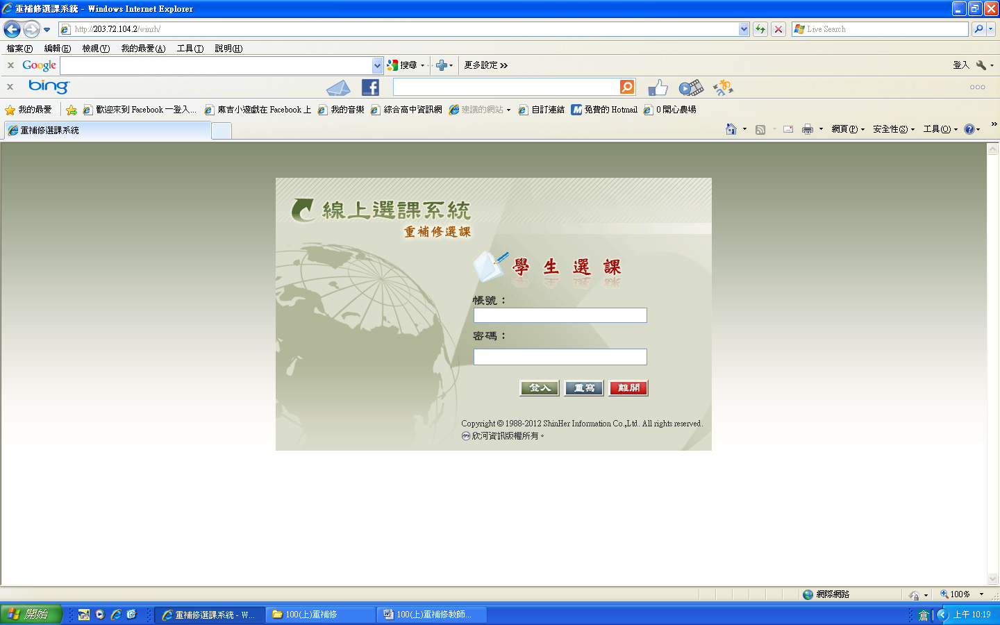 重補修選課系統 - Windows Internet Explorer
http://203.72.104.2/winrh/
Live Search
檔案(F) 編輯(E) 檢視(V) 我的最愛(A) 工具(T) 說明(H)
x Google 搜尋 更多設定 » 登入
x bing
我的最愛 歡迎來到 Facebook 一登入... 麻吉小遊戲在 Facebook 上 我的音樂 綜合高中資訊網 建議的網站 自訂連結 免費的 Hotmail 0 開心農場
重補修選課系統 網頁(P) 安全性(S) 工具(O) »
線上選課系統
重補修選課
學生選課
帳號：
密碼：
登入 重寫 離開
Copyright © 1988-2012 ShinHer Information Co.,Ltd. All rights reserved.
欣河資訊版權所有。
網際網路 100%
開始 重補修選課系統 - W... 100(上)重補修 100(上)重補修教師... 倉 上午 10:19